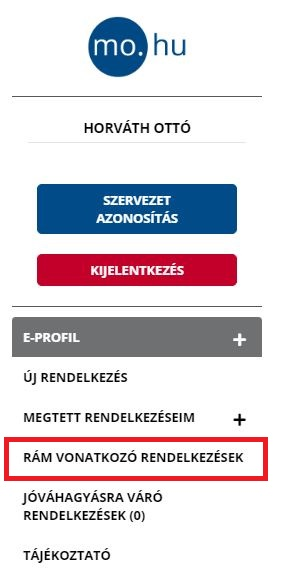 mo.hu
HORVÁTH OTTÓ
SZERVEZET
AZONOSÍTÁS
KIJELENTKEZÉS
E-PROFIL +
ÚJ RENDELKEZÉS
MEGTETT RENDELKEZÉSEIM +
RÁM VONATKOZÓ RENDELKEZÉSEK
JÓVÁHAGYÁSRA VÁRÓ
RENDELKEZÉSEK (0)
TÁJÉKOZTATÓ